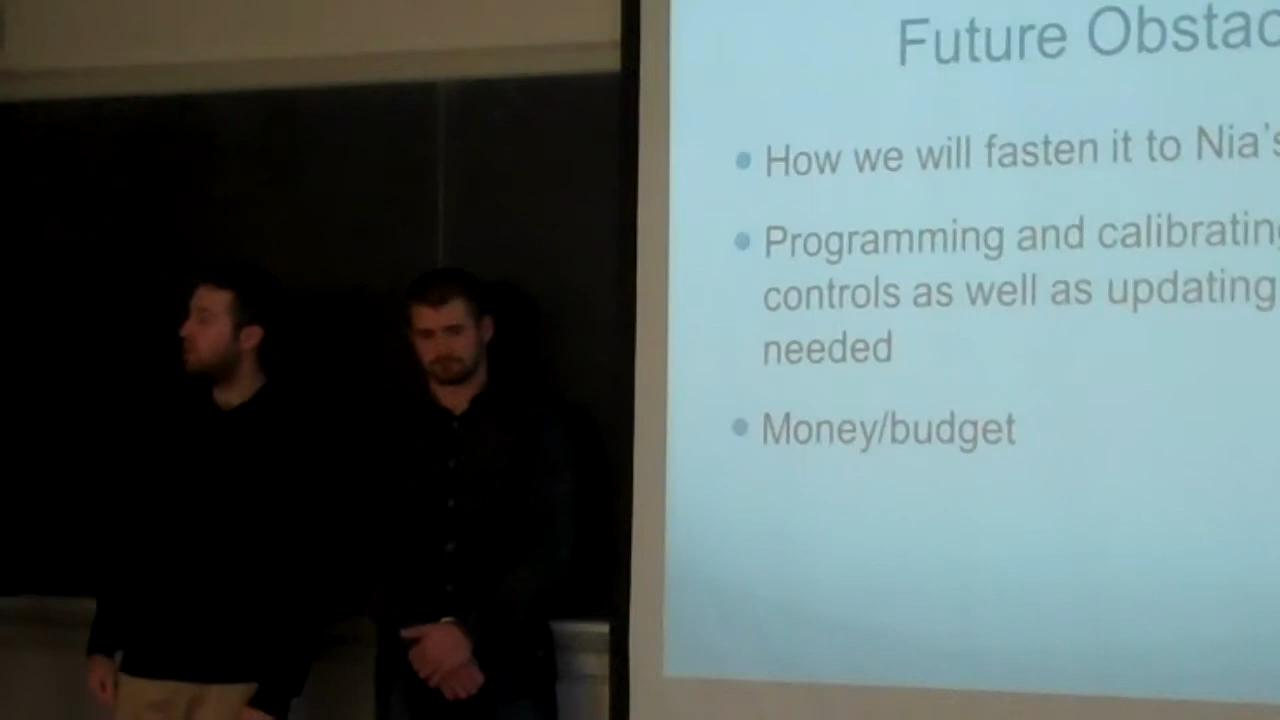 Future Obstac
How we will fasten it to Nia's
Programming and calibrating
controls as well as updating
needed
Money/budget